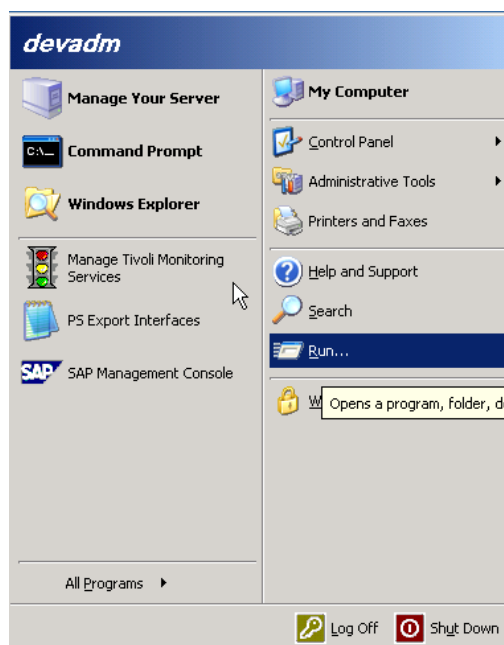 devadm
Manage Your Server
Command Prompt
Windows Explorer
Manage Tivoli Monitoring
Services
PS Export Interfaces
SAP Management Console
All Programs
My Computer
Control Panel
Administrative Tools
Printers and Faxes
Help and Support
Search
Run...
W
Opens a program, folder, d
Log Off
Shut Down
C:\_
SAP